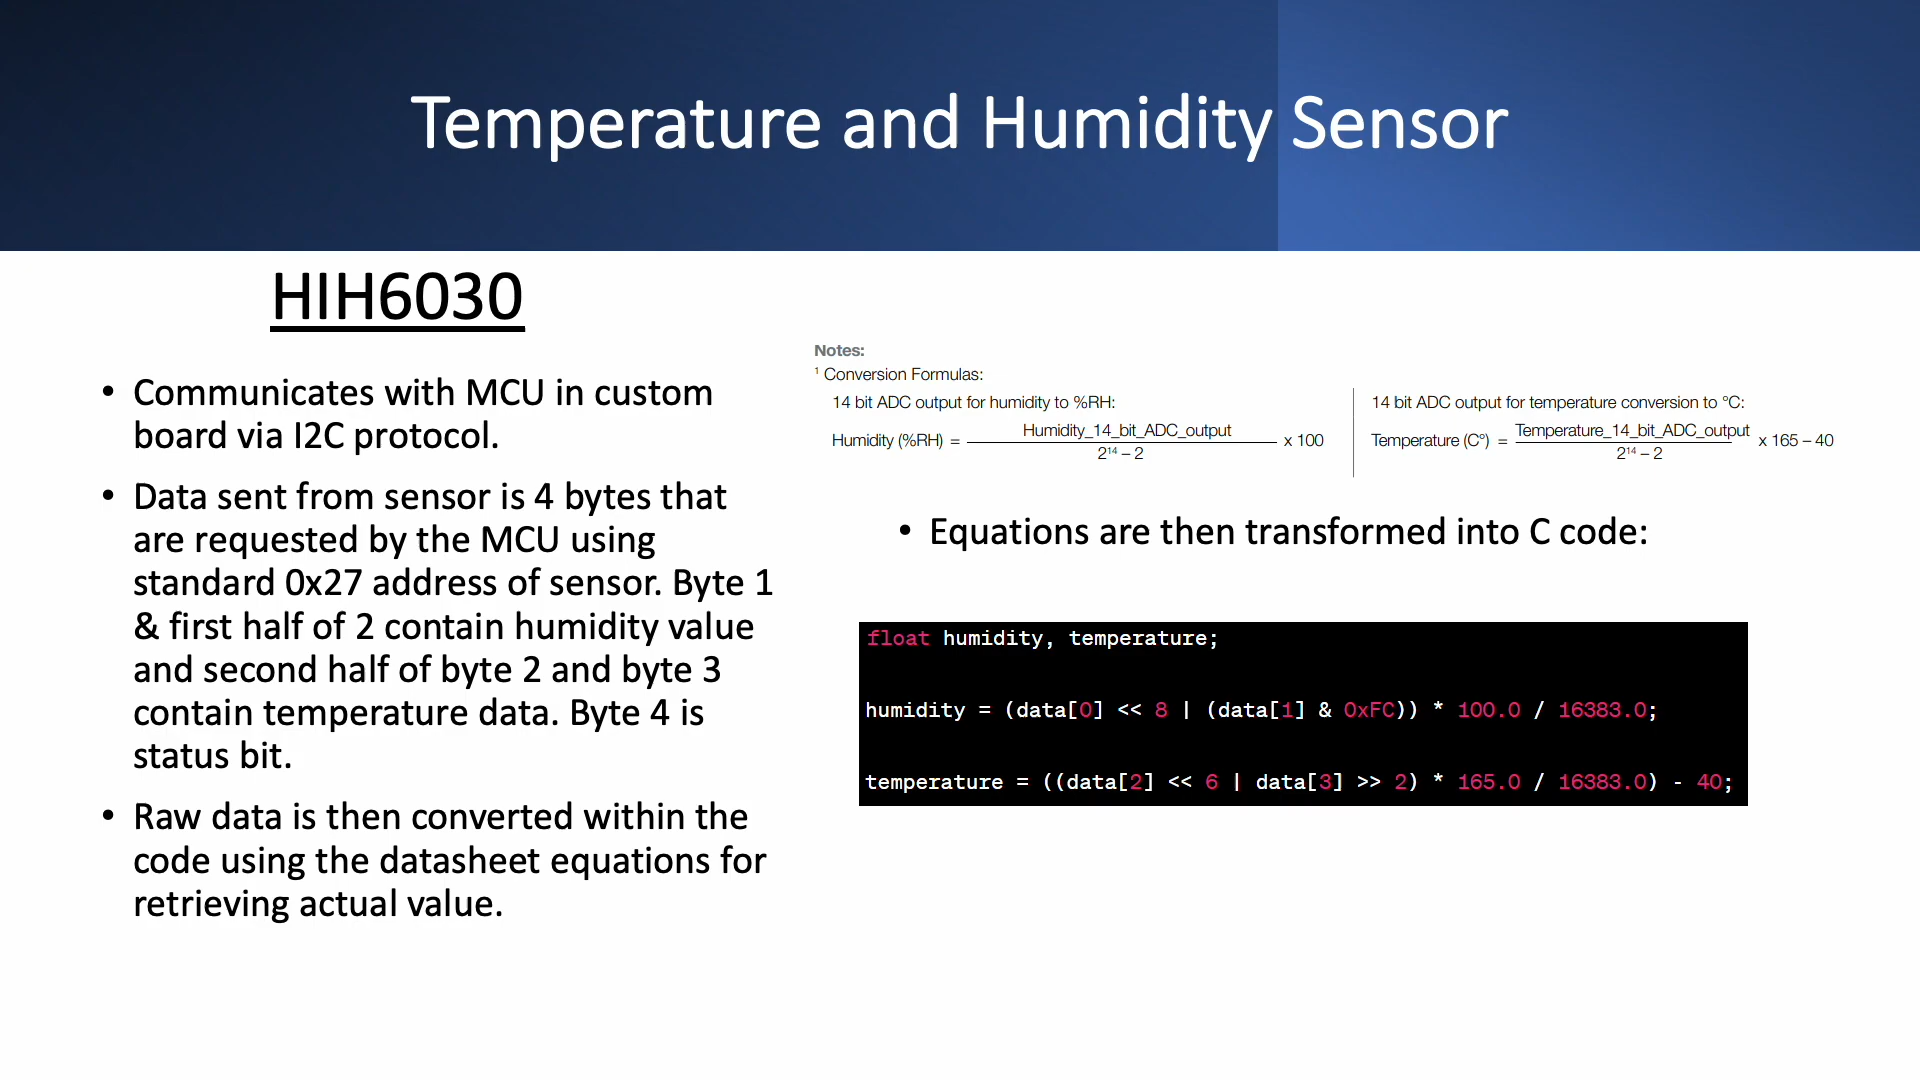 Temperature and Humidity Sensor
HIH6030
• Communicates with MCU in custom
board via I2C protocol.
• Data sent from sensor is 4 bytes that
are requested by the MCU using
standard 0x27 address of sensor. Byte 1
& first half of 2 contain humidity value
and second half of byte 2 and byte 3
contain temperature data. Byte 4 is
status bit.
• Raw data is then converted within the
code using the datasheet equations for
retrieving actual value.
Notes:
¹ Conversion Formulas:
14 bit ADC output for humidity to %RH:
Humidity (%RH) = Humidity_14_bit_ADC_output / 2¹⁴ – 2 x 100
14 bit ADC output for temperature conversion to °C:
Temperature (C°) = Temperature_14_bit_ADC_output / 2¹⁴ – 2 x 165 – 40
• Equations are then transformed into C code:
float humidity, temperature;
humidity = (data[0] << 8 | (data[1] & 0xFC)) * 100.0 / 16383.0;
temperature = ((data[2] << 6 | data[3] >> 2) * 165.0 / 16383.0) - 40;